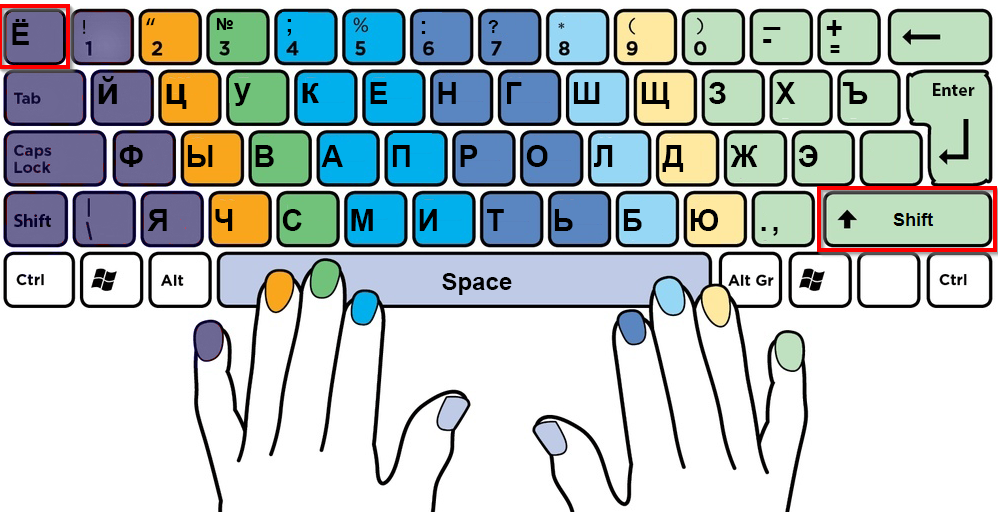 Ё ! 1 “ 2 № 3 ; 4 % 5 : 6 ? 7 * 8 ( 9 ) 0 — - + =
Tab Й Ц У К Е Н Г Ш Щ З Х Ъ Enter
Caps Lock Ф Ы В А П Р О Л Д Ж Э
Shift | \ Я Ч С М И Т Ь Б Ю . , Shift
Ctrl Alt Space Alt Gr Ctrl